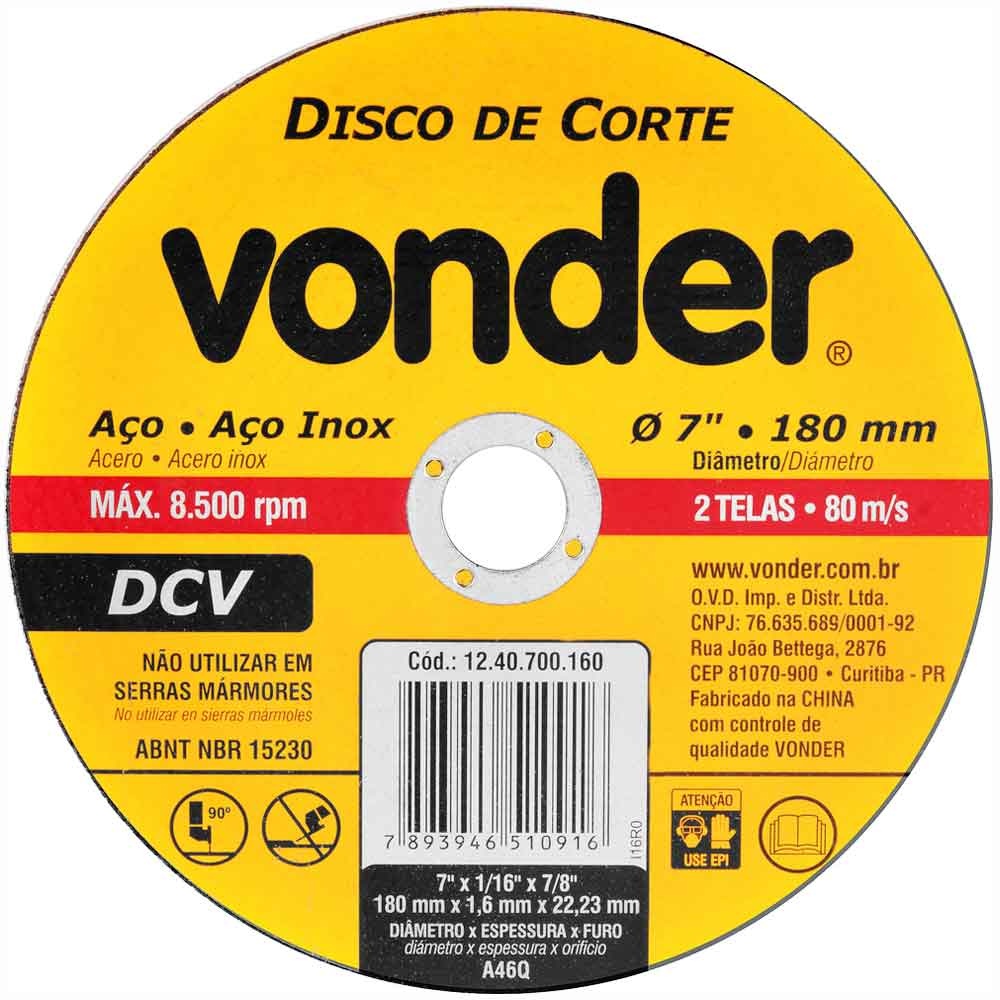 DISCO DE CORTE
vonder®
Aço • Aço Inox
Acero • Acero inox
Ø 7" • 180 mm
Diâmetro/Diámetro
MÁX. 8.500 rpm
2 TELAS • 80 m/s
DCV
NÃO UTILIZAR EM
SERRAS MÁRMORES
No utilizar en sierras mármoles
ABNT NBR 15230
www.vonder.com.br
O.V.D. Imp. e Distr. Ltda.
CNPJ: 76.635.689/0001-92
Rua João Bettega, 2876
CEP 81070-900 • Curitiba - PR
Fabricado na CHINA
com controle de
qualidade VONDER
Cód.: 12.40.700.160
7 893946 510916
I16R0
90º
ATENÇÃO
USE EPI
7" x 1/16" x 7/8"
180 mm x 1,6 mm x 22,23 mm
DIÂMETRO x ESPESSURA x FURO
diámetro x espessura x orificio
A46Q